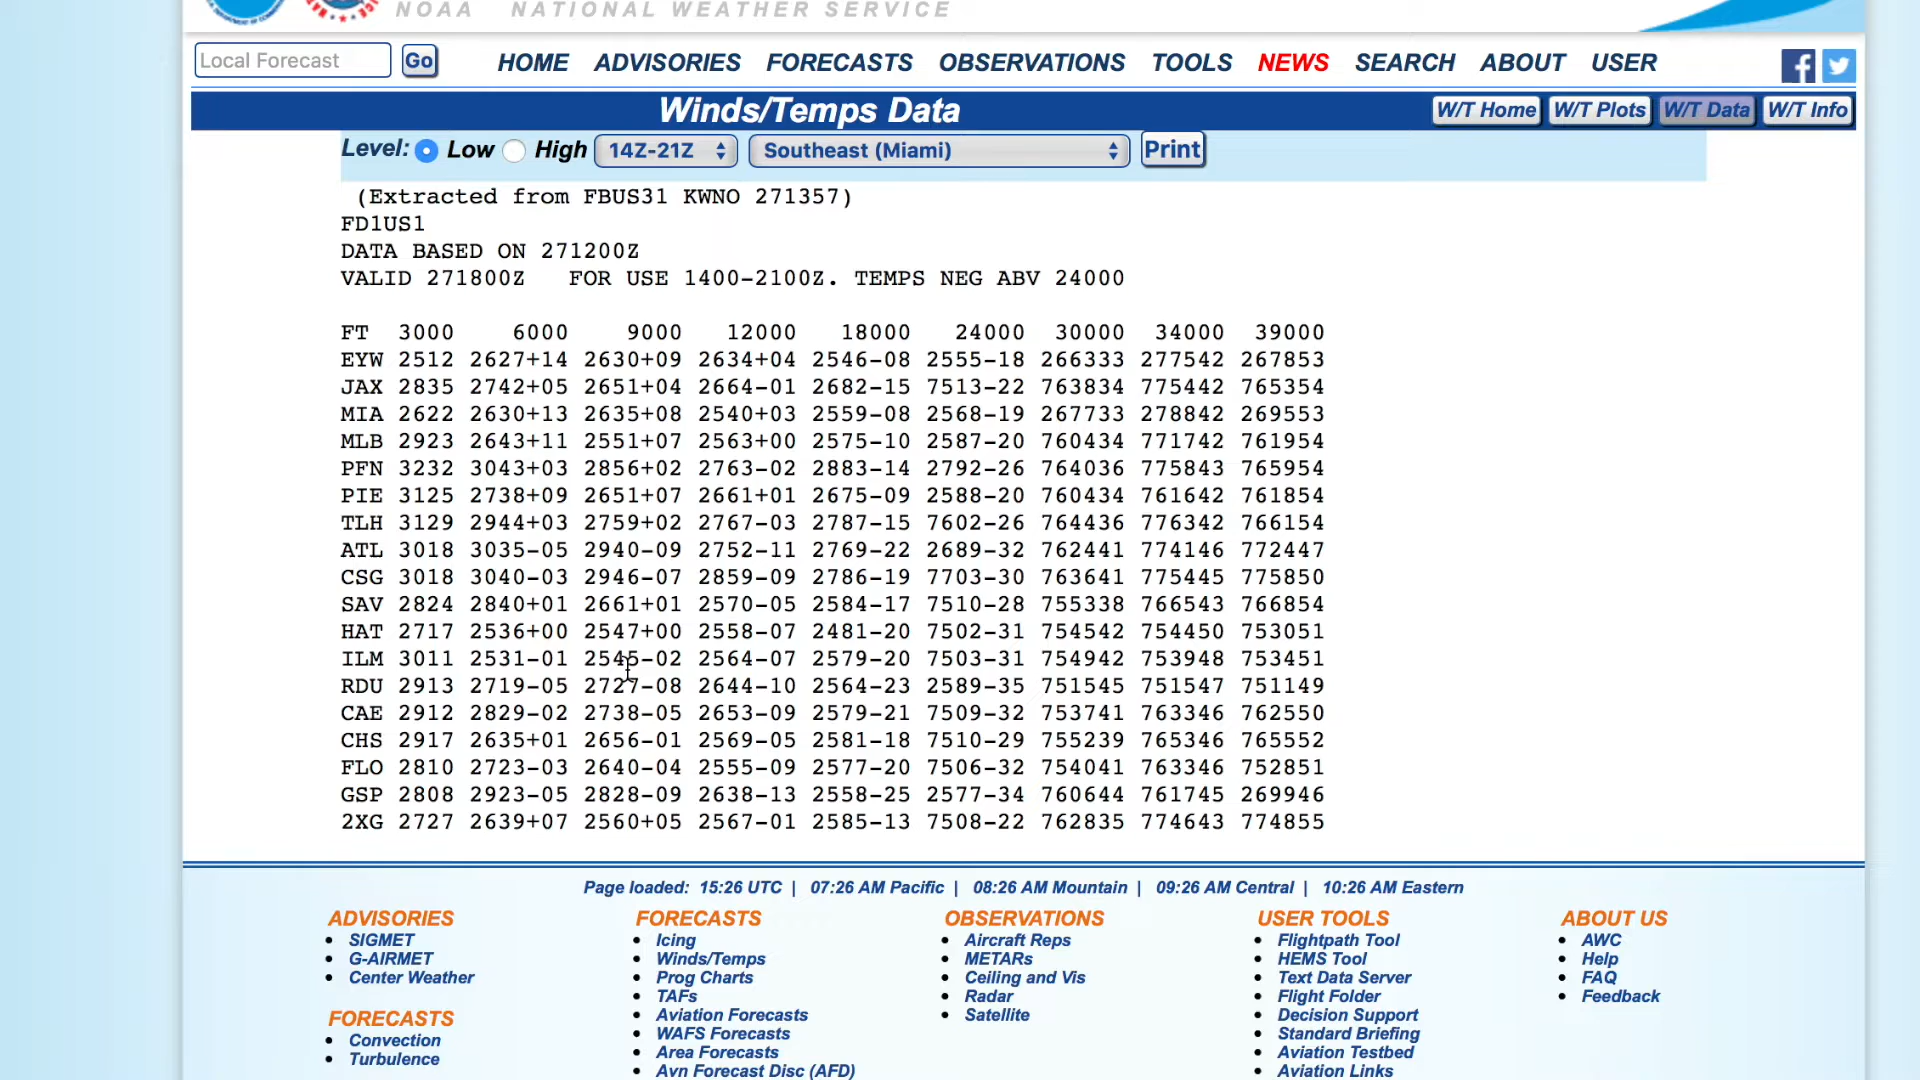 NOAA NATIONAL WEATHER SERVICE
Local Forecast Go HOME ADVISORIES FORECASTS OBSERVATIONS TOOLS NEWS SEARCH ABOUT USER
Winds/Temps Data W/T Home W/T Plots W/T Data W/T Info
Level: Low High 14Z-21Z Southeast (Miami) Print
(Extracted from FBUS31 KWNO 271357)
FD1US1
DATA BASED ON 271200Z
VALID 271800Z FOR USE 1400-2100Z. TEMPS NEG ABV 24000
FT 3000 6000 9000 12000 18000 24000 30000 34000 39000
EYW 2512 2627+14 2630+09 2634+04 2546-08 2555-18 266333 277542 267853
JAX 2835 2742+05 2651+04 2664-01 2682-15 7513-22 763834 775442 765354
MIA 2622 2630+13 2635+08 2540+03 2559-08 2568-19 267733 278842 269553
MLB 2923 2643+11 2551+07 2563+00 2575-10 2587-20 760434 771742 761954
PFN 3232 3043+03 2856+02 2763-02 2883-14 2792-26 764036 775843 765954
PIE 3125 2738+09 2651+07 2661+01 2675-09 2588-20 760434 761642 761854
TLH 3129 2944+03 2759+02 2767-03 2787-15 7602-26 764436 776342 766154
ATL 3018 3035-05 2940-09 2752-11 2769-22 2689-32 762441 774146 772447
CSG 3018 3040-03 2946-07 2859-09 2786-19 7703-30 763641 775445 775850
SAV 2824 2840+01 2661+01 2570-05 2584-17 7510-28 755338 766543 766854
HAT 2717 2536+00 2547+00 2558-07 2481-20 7502-31 754542 754450 753051
ILM 3011 2531-01 2545-02 2564-07 2579-20 7503-31 754942 753948 753451
RDU 2913 2719-05 2727-08 2644-10 2564-23 2589-35 751545 751547 751149
CAE 2912 2829-02 2738-05 2653-09 2579-21 7509-32 753741 763346 762550
CHS 2917 2635+01 2656-01 2569-05 2581-18 7510-29 755239 765346 765552
FLO 2810 2723-03 2640-04 2555-09 2577-20 7506-32 754041 763346 752851
GSP 2808 2923-05 2828-09 2638-13 2558-25 2577-34 760644 761745 269946
2XG 2727 2639+07 2560+05 2567-01 2585-13 7508-22 762835 774643 774855
Page loaded: 15:26 UTC | 07:26 AM Pacific | 08:26 AM Mountain | 09:26 AM Central | 10:26 AM Eastern
ADVISORIES
SIGMET
G-AIRMET
Center Weather
FORECASTS
Convection
Turbulence
FORECASTS
Icing
Winds/Temps
Prog Charts
TAFs
Aviation Forecasts
WAFS Forecasts
Area Forecasts
Avn Forecast Disc (AFD)
OBSERVATIONS
Aircraft Reps
METARs
Ceiling and Vis
Radar
Satellite
USER TOOLS
Flightpath Tool
HEMS Tool
Text Data Server
Flight Folder
Decision Support
Standard Briefing
Aviation Testbed
Aviation Links
ABOUT US
AWC
Help
FAQ
Feedback